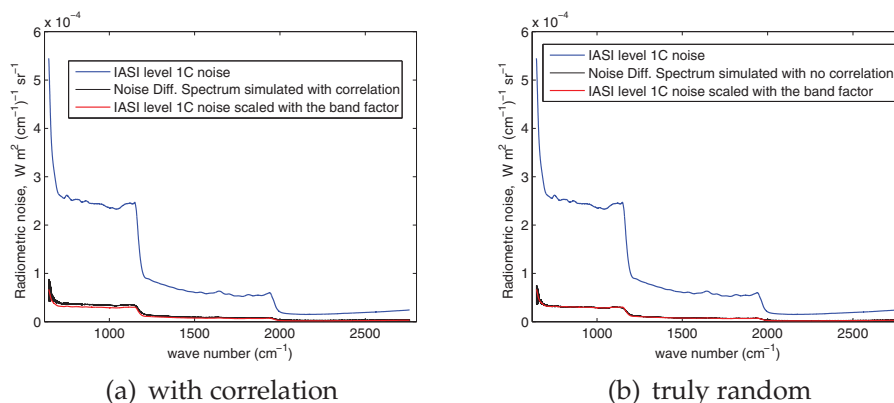 × 10⁻⁴
6
5
4
3
2
1
0
Radiometric noise, W m² (cm⁻¹)⁻¹ sr⁻¹
IASI level 1C noise
Noise Diff. Spectrum simulated with correlation
IASI level 1C noise scaled with the band factor
1000 1500 2000 2500
wave number (cm⁻¹)
(a) with correlation
× 10⁻⁴
6
5
4
3
2
1
0
Radiometric noise, W m² (cm⁻¹)⁻¹ sr⁻¹
IASI level 1C noise
Noise Diff. Spectrum simulated with no correlation
IASI level 1C noise scaled with the band factor
1000 1500 2000 2500
wave number (cm⁻¹)
(b) truly random